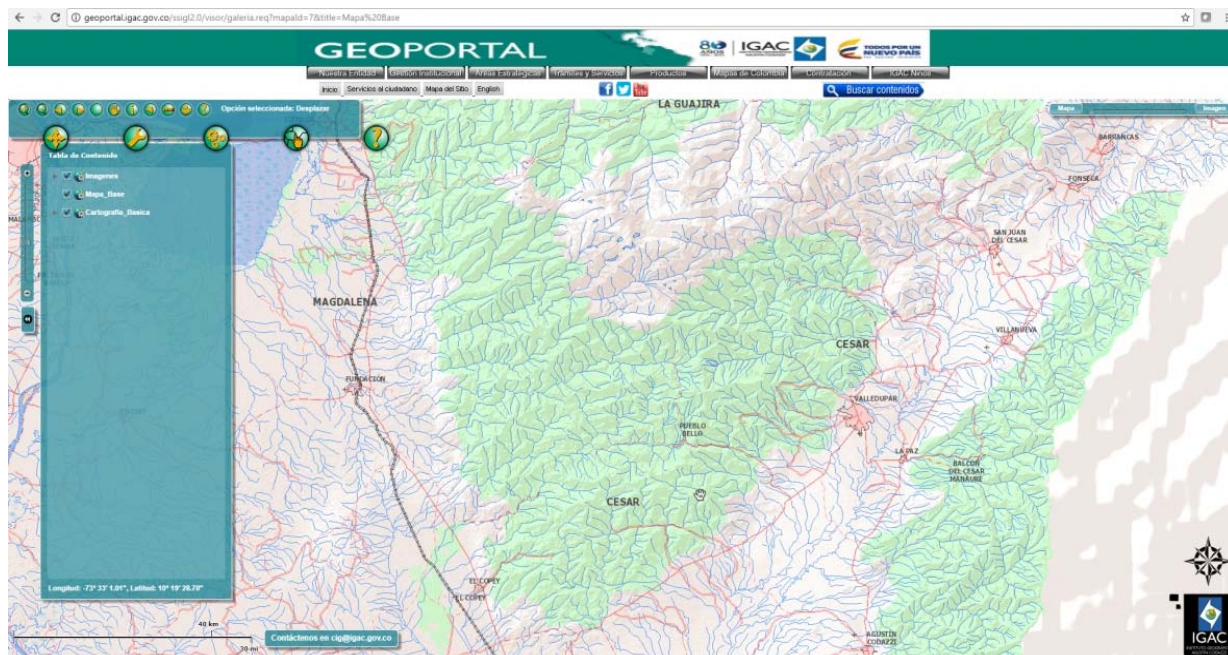 geoportal.igac.gov.co/ssigl2.0/visor/galeria.req?mapaId=7&title=Mapa%20Base
GEOPORTAL
80 AÑOS IGAC TODOS POR UN NUEVO PAÍS
Nuestra Entidad Gestión Institucional Áreas Estratégicas Trámites y Servicios Productos Mapas de Colombia Contratación IGAC Niños
Inicio Servicios al ciudadano Mapa del Sitio English
Buscar contenidos
Opción seleccionada: Desplazar
Mapa Imagen
Tabla de Contenido
Imagenes
Mapa_Base
Cartografia_Basica
LA GUAJIRA
BARRANCAS
FONSECA
SAN JUAN
DEL CESAR
MAGDALENA
VILLANUEVA
CESAR
FUNDACIÓN
VALLEDUPAR
PUEBLO
BELLO
LA PAZ
BALCON
DEL CESAR
MANAURE
CESAR
EL COPEY
EL COPEY
AGUSTÍN
CODAZZI
Longitud: -73° 33' 1.01", Latitud: 10° 19' 28.70"
40 km
30 mi
Contáctenos en cig@igac.gov.co
IGAC